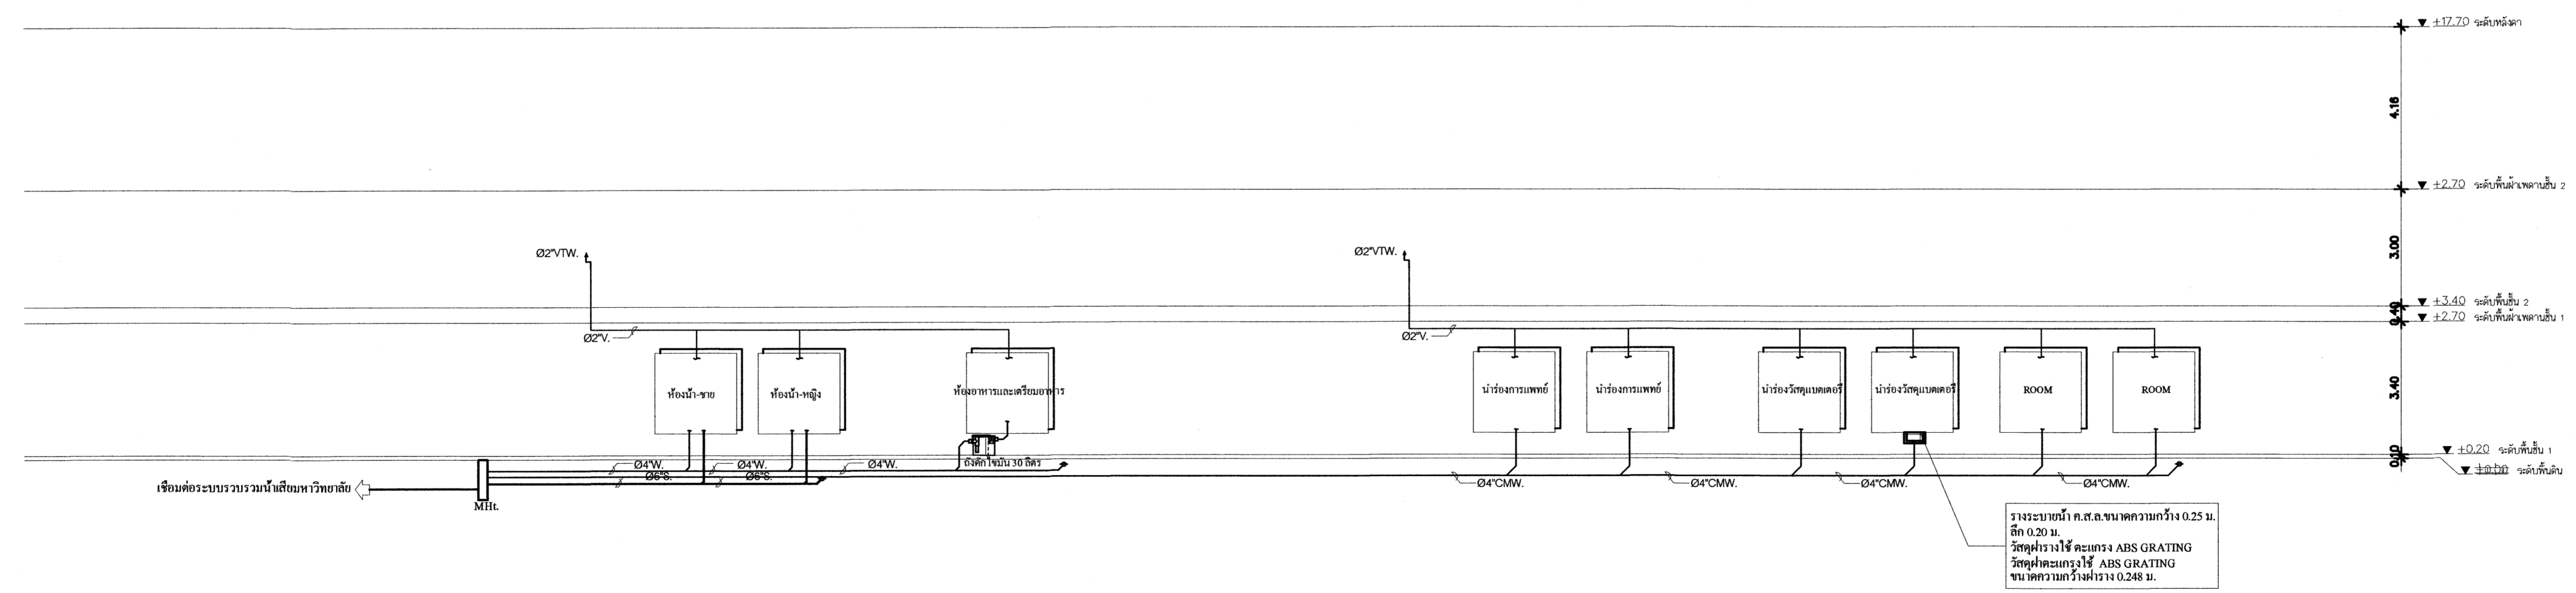 +17.70 ระดับหลังคา
4.16
+2.70 ระดับพื้นฝ้าเพดานชั้น 2
3.00
Ø2"VTW.
Ø2"VTW.
+3.40 ระดับพื้นชั้น 2
0.40
+2.70 ระดับพื้นฝ้าเพดานชั้น 1
Ø2"V.
Ø2"V.
ห้องน้ำ-ชาย
ห้องน้ำ-หญิง
ห้องอาหารและเตรียมอาหาร
นำร่องการแพทย์
นำร่องการแพทย์
นำร่องวัสดุแบตเตอรี่
นำร่องวัสดุแบตเตอรี่
ROOM
ROOM
3.40
+0.20 ระดับพื้นชั้น 1
0.10
±0.00 ระดับพื้นดิน
ถังดักไขมัน 30 ลิตร
Ø4"W.
Ø4"W.
Ø4"W.
Ø6"S.
Ø6"S.
Ø4"CMW.
Ø4"CMW.
Ø4"CMW.
Ø4"CMW.
เชื่อมต่อระบบรวบรวมน้ำเสียมหาวิทยาลัย
MHt.
รางระบายน้ำ ค.ส.ล.ขนาดความกว้าง 0.25 ม.
ลึก 0.20 ม.
วัสดุฝารางใช้ ตะแกรง ABS GRATING
วัสดุฝาตะแกรงใช้ ABS GRATING
ขนาดความกว้างฝาราง 0.248 ม.